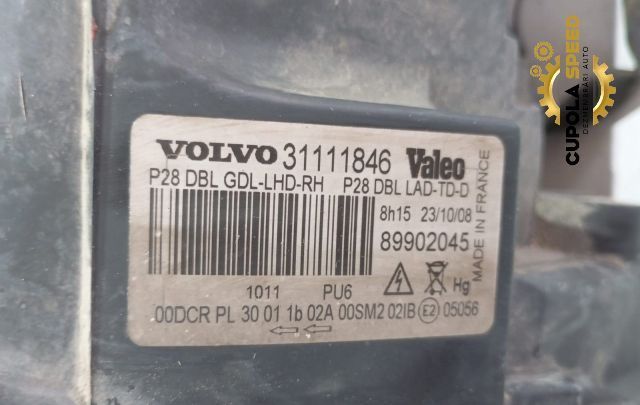 VOLVO 31111846 Valeo
P28 DBL GDL-LHD-RH P28 DBL LAD-TD-D
8h15 23/10/08
89902045
MADE IN FRANCE
Hg
1011 PU6
00DCR PL 30 01 1b 02A 00SM2 02IB E2 05056
CUPOLA SPEED
DEZMEMBRARI AUTO